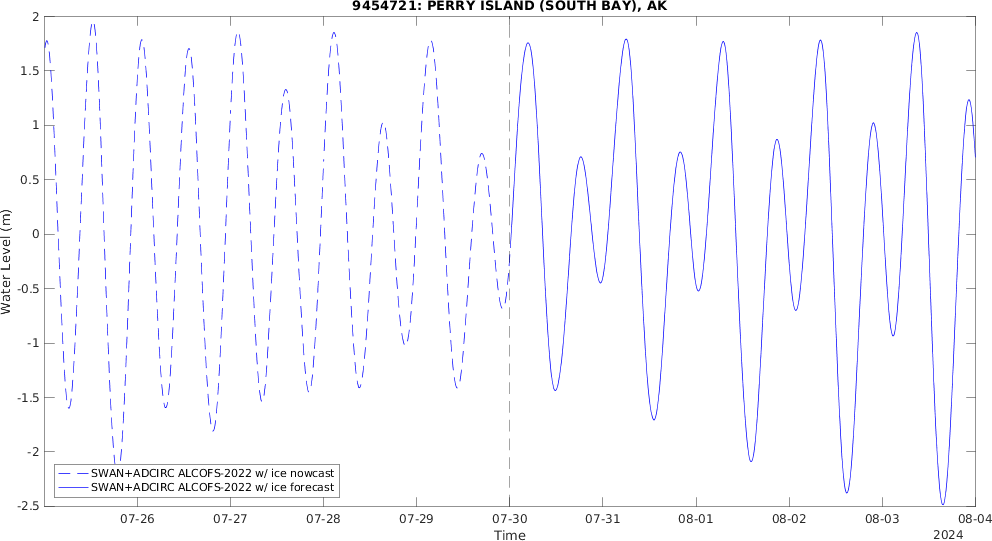 9454721: PERRY ISLAND (SOUTH BAY), AK
2
1.5
1
0.5
0
-0.5
-1
-1.5
-2
-2.5
Water Level (m)
SWAN+ADCIRC ALCOFS-2022 w/ ice nowcast
SWAN+ADCIRC ALCOFS-2022 w/ ice forecast
07-26 07-27 07-28 07-29 07-30 07-31 08-01 08-02 08-03 08-04
Time
2024